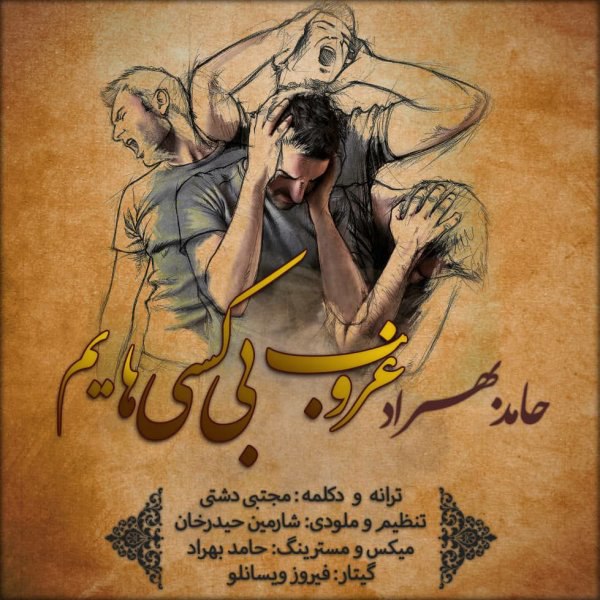 غروب بی کسی هایم
حامد بهراد
ترانه و دکلمه : مجتبی دشتی
تنظیم و ملودی: شارمین حیدرخان
میکس و مسترینگ: حامد بهراد
گیتار: فیروز ویسانلو